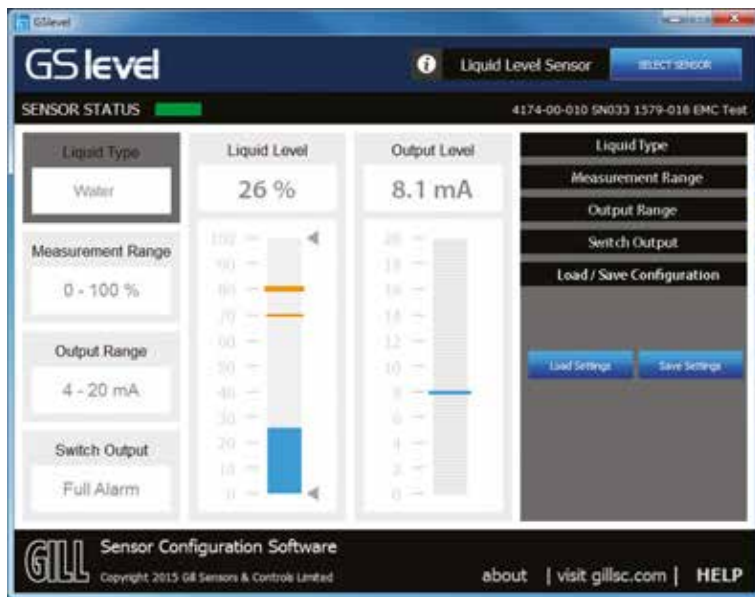 GSlevel
GSlevel
Liquid Level Sensor
SELECT SENSOR
SENSOR STATUS
4174-00-010 SN033 1579-018 EMC Test
Liquid Type
Water
Measurement Range
0 - 100 %
Output Range
4 - 20 mA
Switch Output
Full Alarm
Liquid Level
26 %
100
90
80
70
60
50
40
30
20
10
0
Output Level
8.1 mA
20
18
16
14
12
10
8
6
4
2
0
Liquid Type
Measurement Range
Output Range
Switch Output
Load / Save Configuration
Load Settings
Save Settings
GILL
Sensor Configuration Software
Copyright 2015 Gill Sensors & Controls Limited
about | visit gillsc.com | HELP